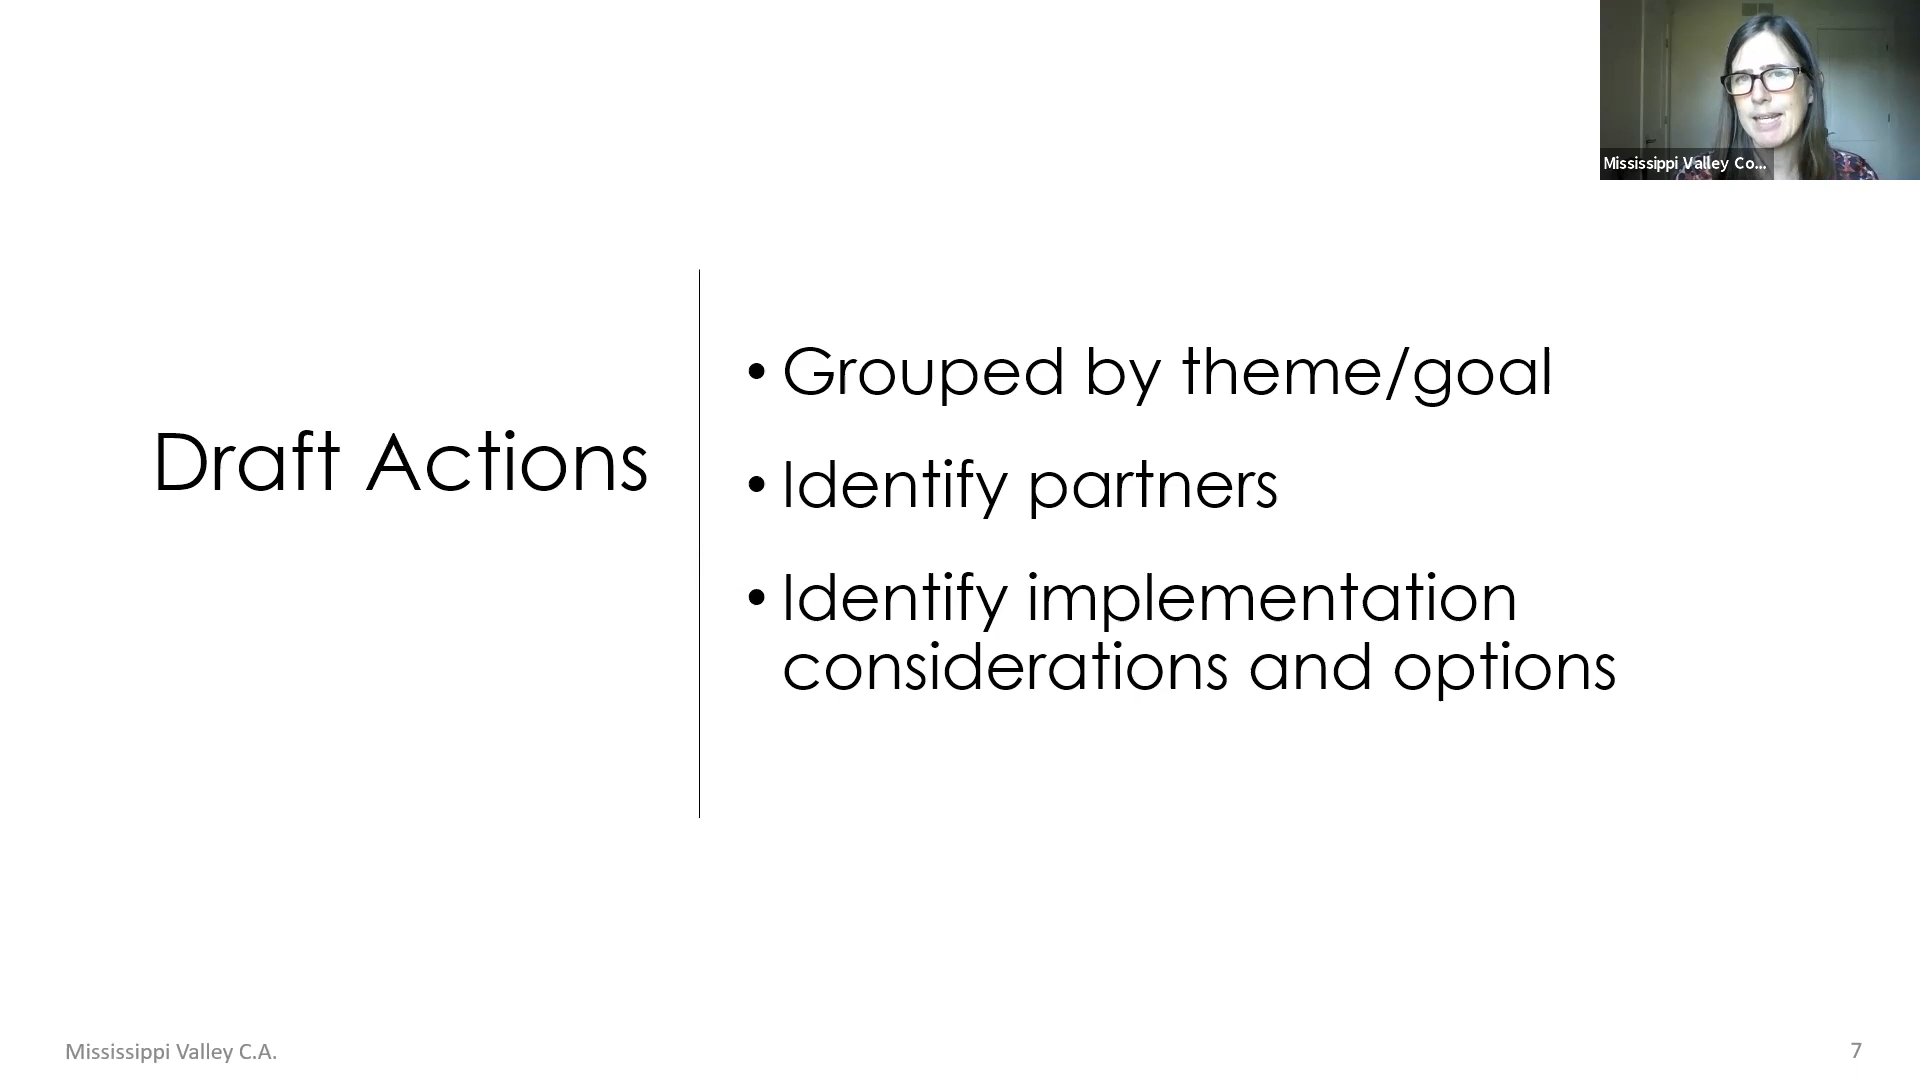 Mississippi Valley Co...
Draft Actions
• Grouped by theme/goal
• Identify partners
• Identify implementation
considerations and options
Mississippi Valley C.A.
7